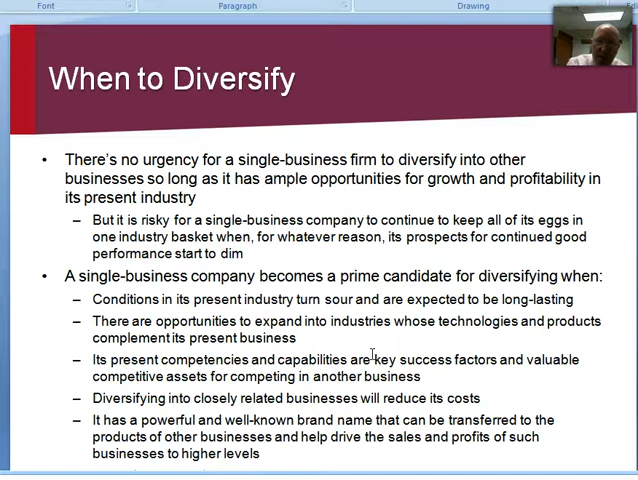 Font Paragraph Drawing
When to Diversify
• There's no urgency for a single-business firm to diversify into other
businesses so long as it has ample opportunities for growth and profitability in
its present industry
– But it is risky for a single-business company to continue to keep all of its eggs in
one industry basket when, for whatever reason, its prospects for continued good
performance start to dim
• A single-business company becomes a prime candidate for diversifying when:
– Conditions in its present industry turn sour and are expected to be long-lasting
– There are opportunities to expand into industries whose technologies and products
complement its present business
– Its present competencies and capabilities are key success factors and valuable
competitive assets for competing in another business
– Diversifying into closely related businesses will reduce its costs
– It has a powerful and well-known brand name that can be transferred to the
products of other businesses and help drive the sales and profits of such
businesses to higher levels